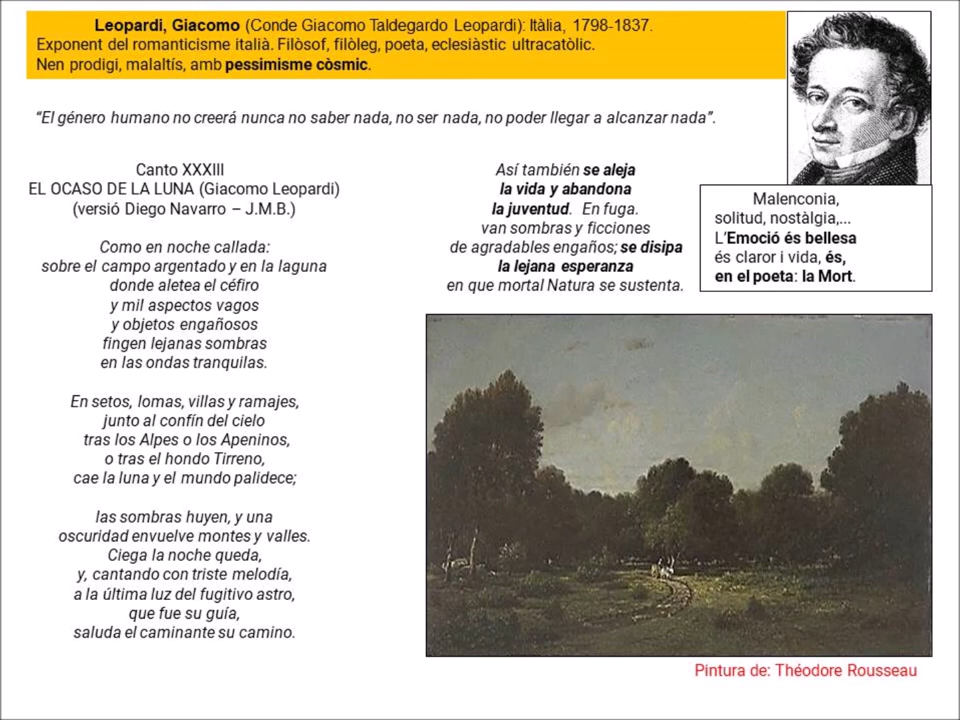 Leopardi, Giacomo (Conde Giacomo Taldegardo Leopardi): Itàlia, 1798-1837.
Exponent del romanticisme italià. Filòsof, filòleg, poeta, eclesiàstic ultracatòlic.
Nen prodigi, malaltís, amb pessimisme còsmic.
“El género humano no creerá nunca no saber nada, no ser nada, no poder llegar a alcanzar nada”.
Canto XXXIII
EL OCASO DE LA LUNA (Giacomo Leopardi)
(versió Diego Navarro – J.M.B.)
Como en noche callada:
sobre el campo argentado y en la laguna
donde aletea el céfiro
y mil aspectos vagos
y objetos engañosos
fingen lejanas sombras
en las ondas tranquilas.
En setos, lomas, villas y ramajes,
junto al confín del cielo
tras los Alpes o los Apeninos,
o tras el hondo Tirreno,
cae la luna y el mundo palidece;
las sombras huyen, y una
oscuridad envuelve montes y valles.
Ciega la noche queda,
y, cantando con triste melodía,
a la última luz del fugitivo astro,
que fue su guía,
saluda el caminante su camino.
Así también se aleja
la vida y abandona
la juventud. En fuga.
van sombras y ficciones
de agradables engaños; se disipa
la lejana esperanza
en que mortal Natura se sustenta.
Malenconia,
solitud, nostàlgia,...
L’Emoció és bellesa
és claror i vida, és,
en el poeta: la Mort.
Pintura de: Théodore Rousseau